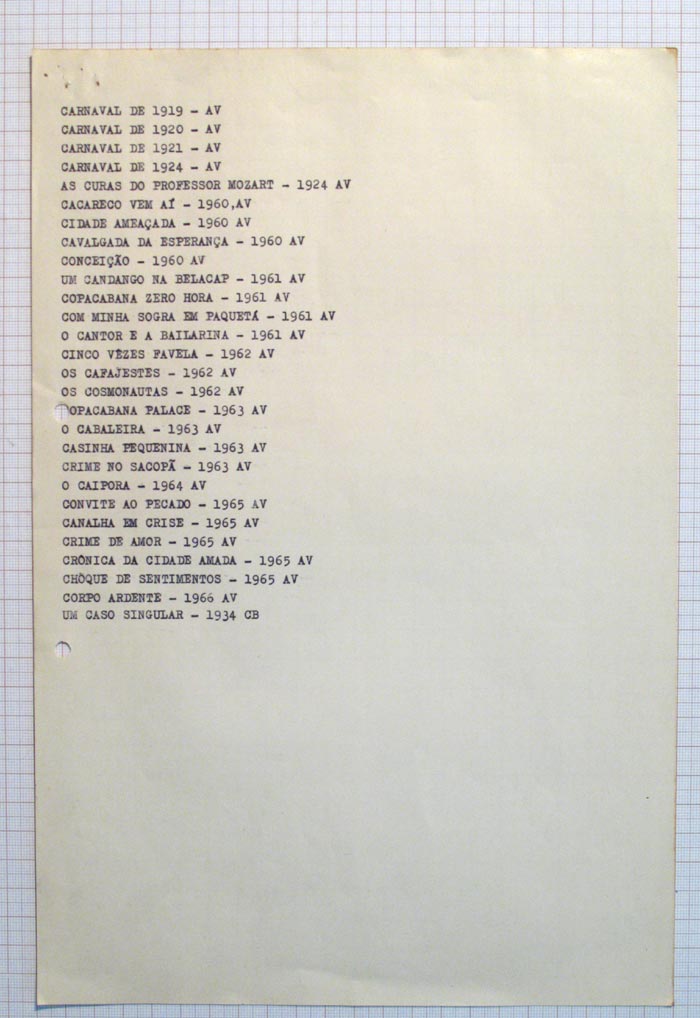 CARNAVAL DE 1919 - AV
CARNAVAL DE 1920 - AV
CARNAVAL DE 1921 - AV
CARNAVAL DE 1924 - AV
AS CURAS DO PROFESSOR MOZART - 1924 AV
CACARECO VEM AÍ - 1960,AV
CIDADE AMEAÇADA - 1960 AV
CAVALGADA DA ESPERANÇA - 1960 AV
CONCEIÇÃO - 1960 AV
UM CANDANGO NA BELACAP - 1961 AV
COPACABANA ZERO HORA - 1961 AV
COM MINHA SOGRA EM PAQUETÁ - 1961 AV
O CANTOR E A BAILARINA - 1961 AV
CINCO VÊZES FAVELA - 1962 AV
OS CAFAJESTES - 1962 AV
OS COSMONAUTAS - 1962 AV
OPACABANA PALACE - 1963 AV
O CABALEIRA - 1963 AV
CASINHA PEQUENINA - 1963 AV
CRIME NO SACOPÃ - 1963 AV
O CAIPORA - 1964 AV
CONVITE AO PECADO - 1965 AV
CANALHA EM CRISE - 1965 AV
CRIME DE AMOR - 1965 AV
CRÔNICA DA CIDADE AMADA - 1965 AV
CHÔQUE DE SENTIMENTOS - 1965 AV
CORPO ARDENTE - 1966 AV
UM CASO SINGULAR - 1934 CB